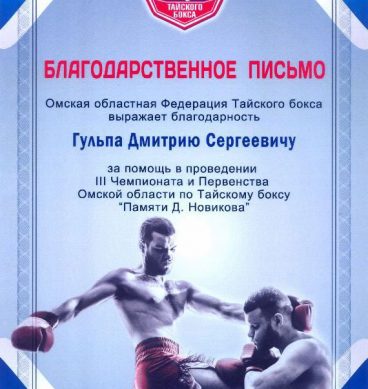 ТАЙСКОГО
БОКСА
БЛАГОДАРСТВЕННОЕ ПИСЬМО
Омская областная Федерация Тайского бокса
выражает благодарность
Гульпа Дмитрию Сергеевичу
за помощь в проведении
III Чемпионата и Первенства
Омской области по Тайскому боксу
"Памяти Д. Новикова"